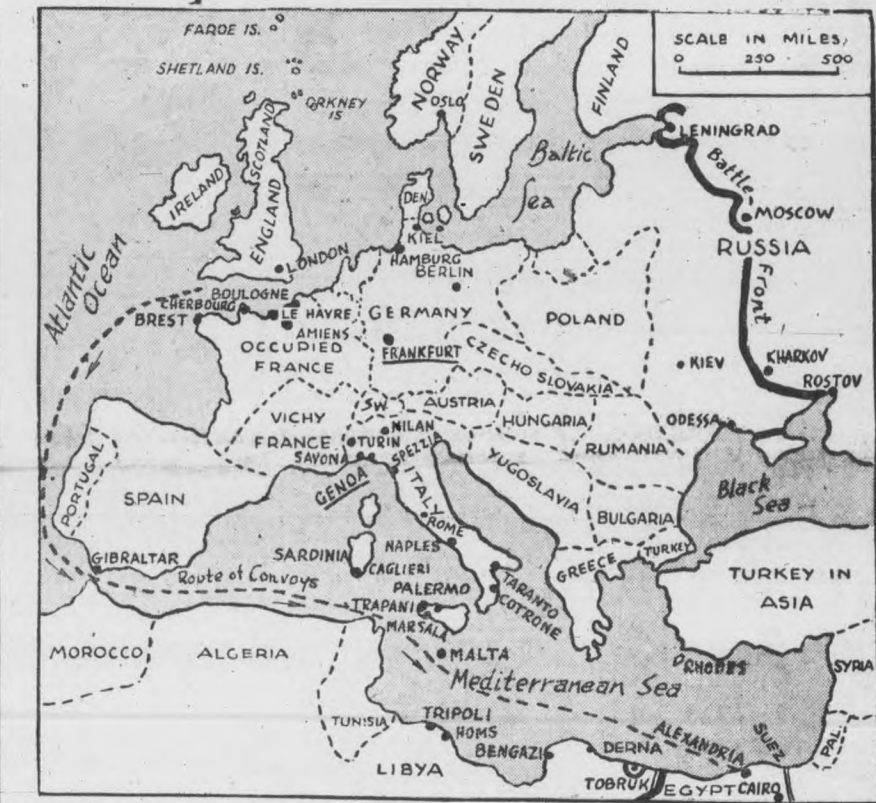 FAROE IS.
SHETLAND IS.
ORKNEY
IS
NORWAY
OSLO
SWEDEN
FINLAND
SCALE IN MILES
0 250 500
LENINGRAD
Battle
MOSCOW
RUSSIA
Front
Baltic
Sea
SCOTLAND
IRELAND
ENGLAND
LONDON
DEN.
KIEL
HAMBURG
BERLIN
Atlantic
Ocean
BOULOGNE
CHERBOURG
BREST
LE HAVRE
AMIENS
OCCUPIED
FRANCE
GERMANY
FRANKFURT
POLAND
CZECHO SLOVAKIA
KIEV
KHARKOV
ROSTOV
ODESSA
VICHY
FRANCE
SW.
AUSTRIA
HUNGARIA
RUMANIA
NILAN
TURIN
SPEZZIA
SAVONA
GENOA
ITALY
YUGOSLAVIA
BULGARIA
Black
Sea
PORTUGAL
SPAIN
GIBRALTAR
Route of Convoys
ROME
NAPLES
SARDINIA
CAGLIERI
PALERMO
TRAPANI
MARSALA
TARANTO
COTRONE
GREECE
TURKEY
TURKEY IN
ASIA
MOROCCO
ALGERIA
TUNISIA
MALTA
Mediterranean Sea
RHODES
SYRIA
PAL.
TRIPOLI
HOMS
BENGAZI
DERNA
ALEXANDRIA
SUEZ
LIBYA
TOBRUK
EGYPT
CAIRO